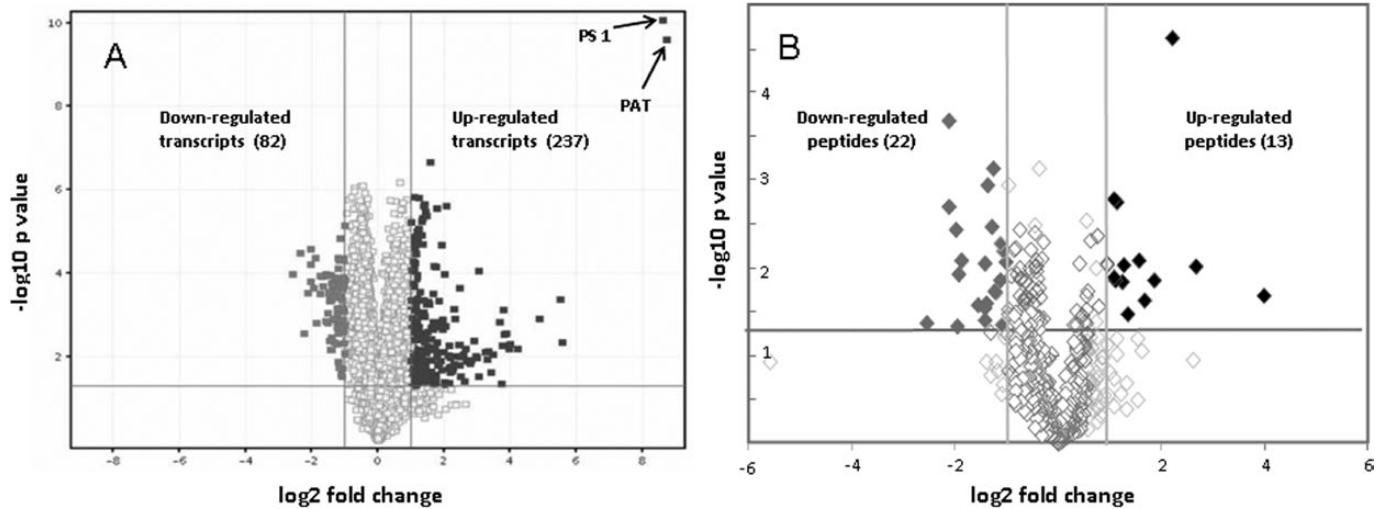 A
PS 1
PAT
Down-regulated
transcripts (82)
Up-regulated
transcripts (237)
-log10 p value
10
8
6
4
2
-8
-6
-4
-2
0
2
4
6
8
log2 fold change
B
Down-regulated
peptides (22)
Up-regulated
peptides (13)
-log10 p value
4
3
2
1
-6
-4
-2
0
2
4
6
log2 fold change